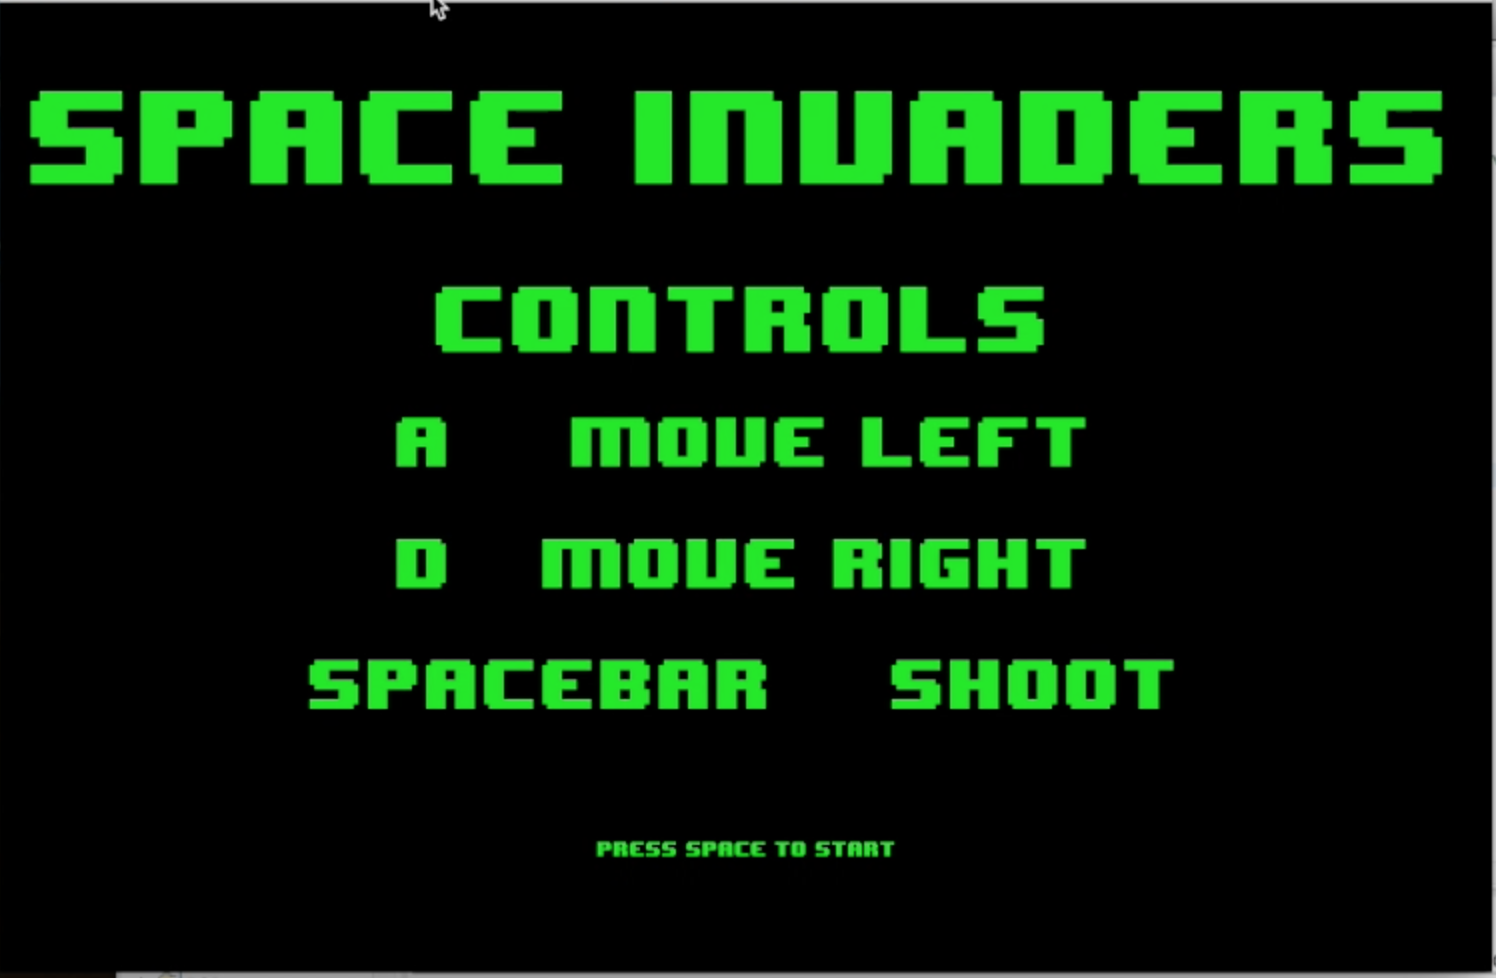 SPACE INVADERS
CONTROLS
A MOVE LEFT
D MOVE RIGHT
SPACEBAR SHOOT
PRESS SPACE TO START